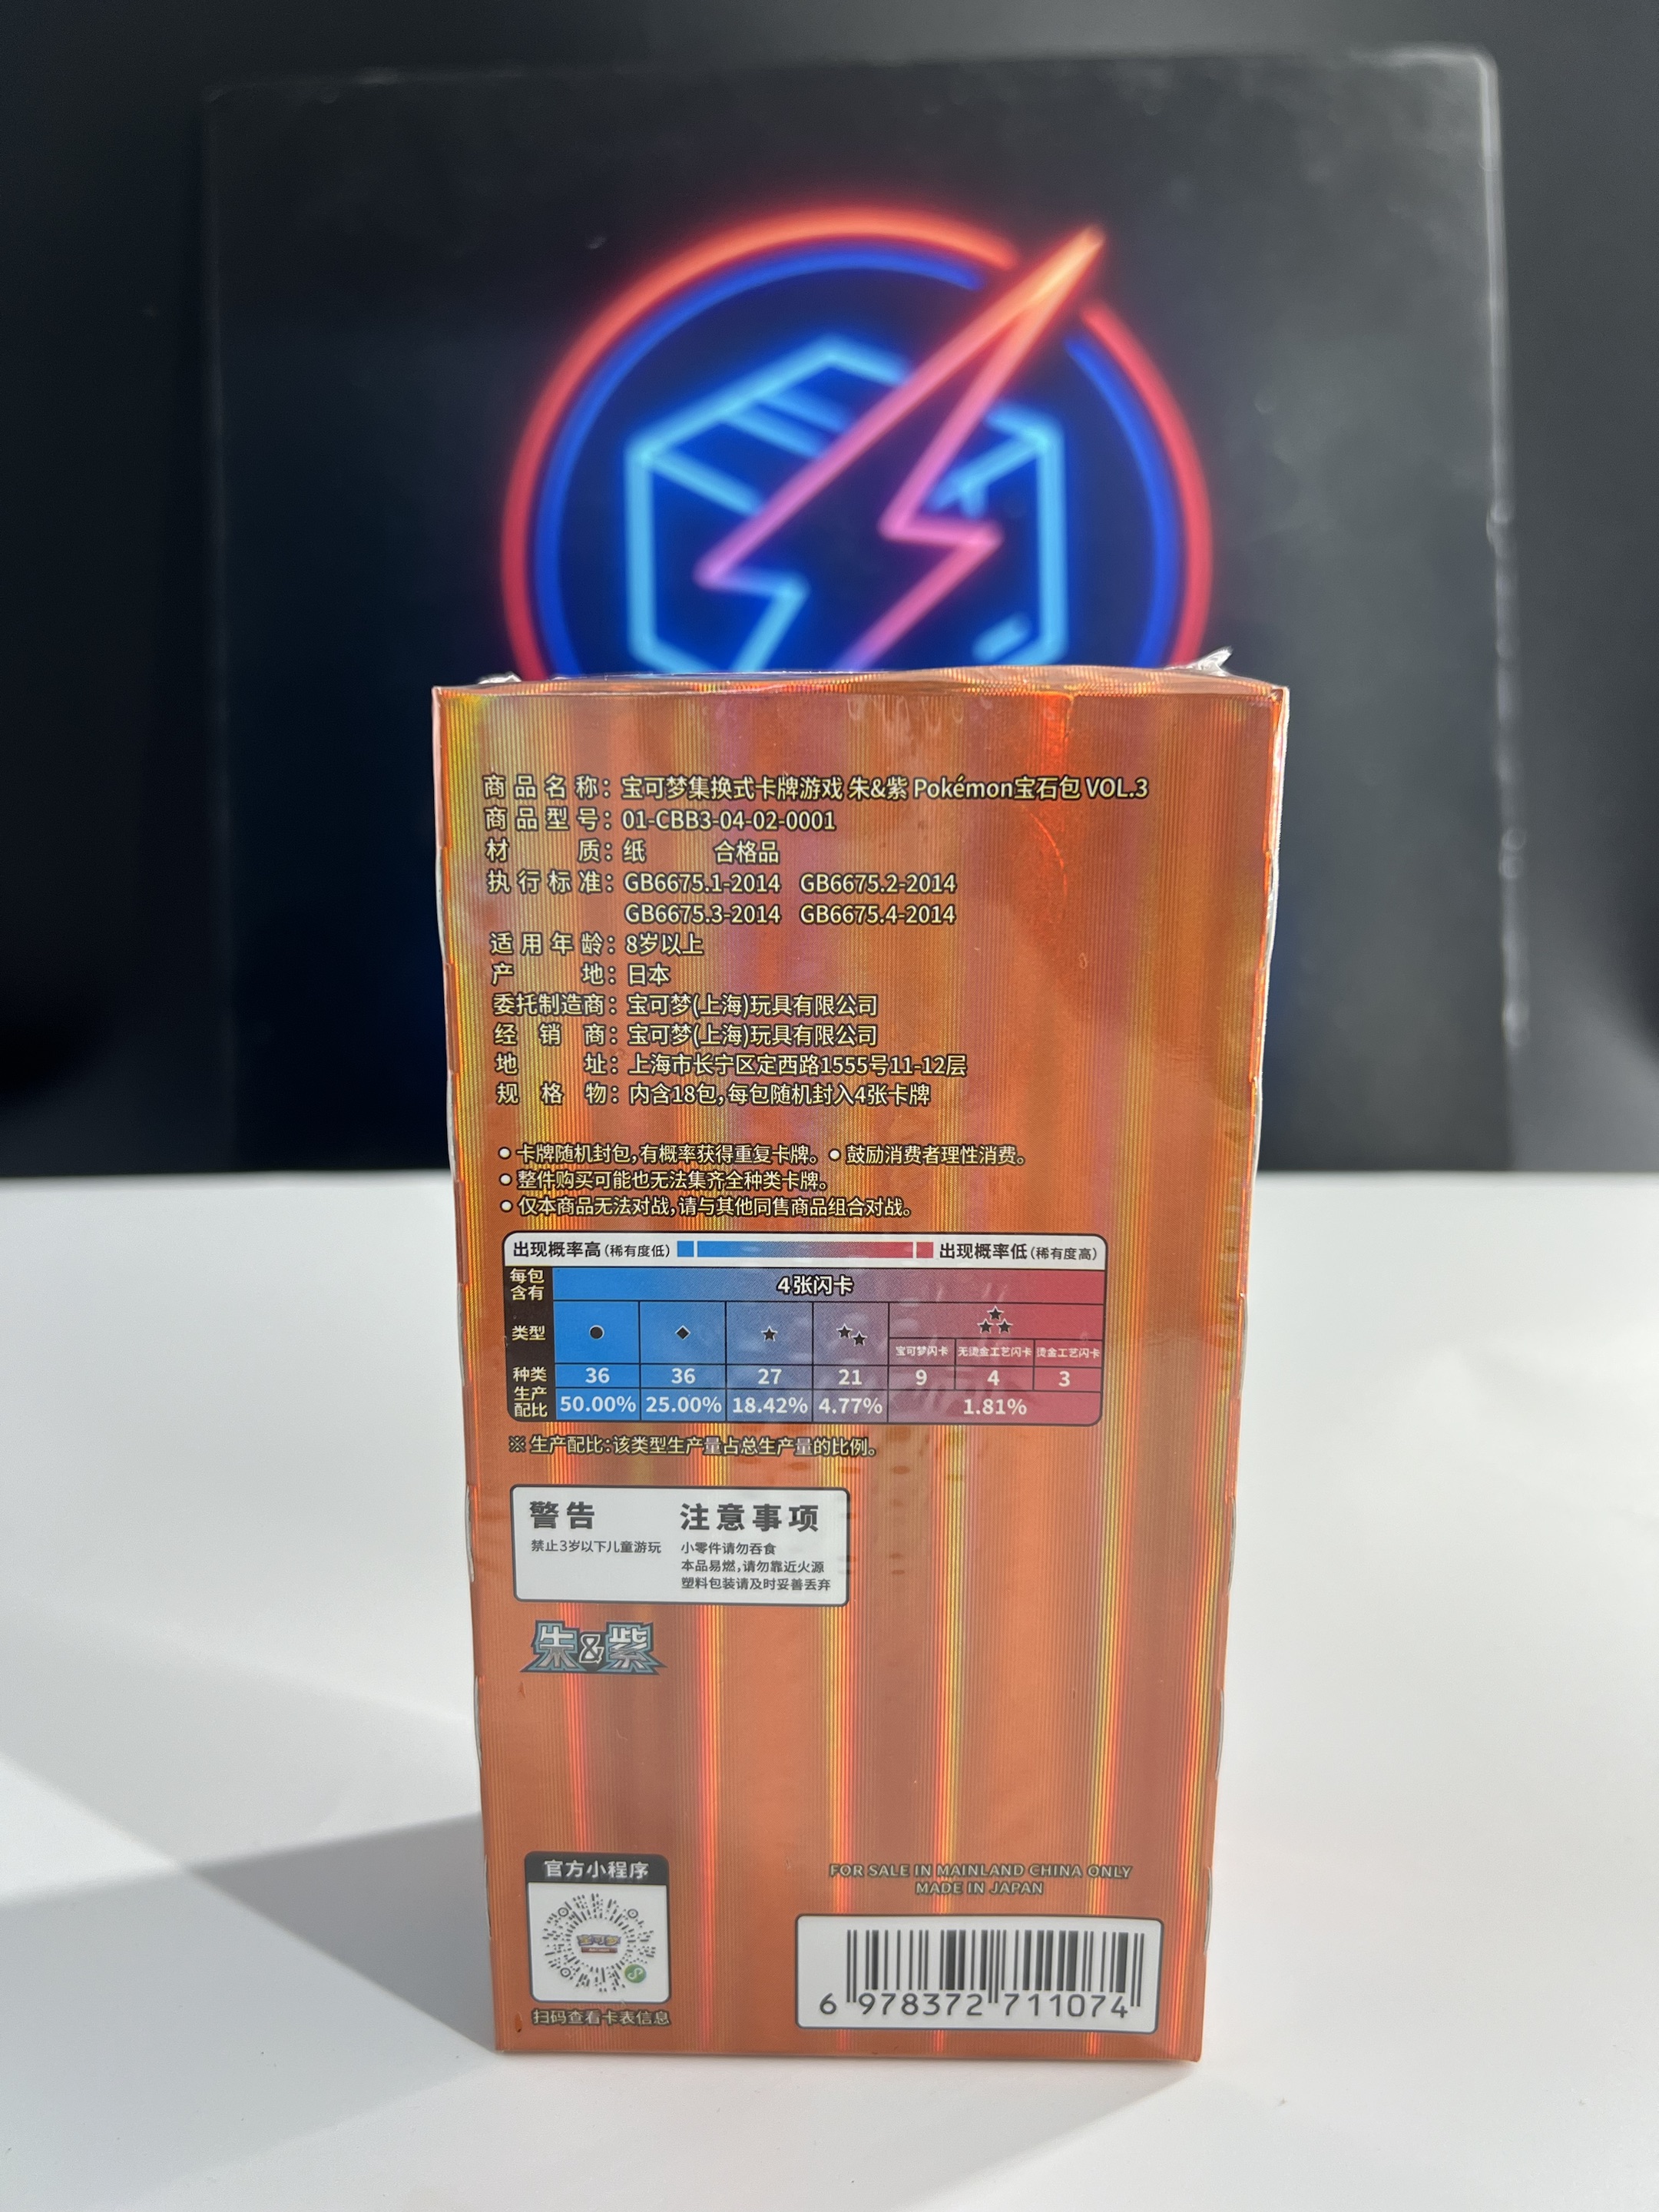 商品名称：宝可梦集换式卡牌游戏 朱&紫 Pokémon宝石包 VOL.3
商品型号：01-CBB3-04-02-0001
材质：纸 合格品
执行标准：GB6675.1-2014 GB6675.2-2014
GB6675.3-2014 GB6675.4-2014
适用年龄：8岁以上
产地：日本
委托制造商：宝可梦(上海)玩具有限公司
经销商：宝可梦(上海)玩具有限公司
地址：上海市长宁区定西路1555号11-12层
规格物：内含18包，每包随机封入4张卡牌
● 卡牌随机封包，有概率获得重复卡牌。 ● 鼓励消费者理性消费。
● 整件购买可能也无法集齐全种类卡牌。
● 仅本商品无法对战，请与其他同售商品组合对战。
出现概率高(稀有度低) 出现概率低(稀有度高)
每包含有 4张闪卡
类型 ● ◆ ★ ★★ ★★★
宝可梦闪卡 无烫金工艺闪卡 烫金工艺闪卡
种类 36 36 27 21 9 4 3
生产配比 50.00% 25.00% 18.42% 4.77% 1.81%
※ 生产配比：该类型生产量占总生产量的比例。
警告 注意事项
禁止3岁以下儿童游玩 小零件请勿吞食
本品易燃，请勿靠近火源
塑料包装请及时妥善丢弃
朱&紫
官方小程序
宝可梦
扫码查看卡表信息
FOR SALE IN MAINLAND CHINA ONLY
MADE IN JAPAN
6 978372 711074